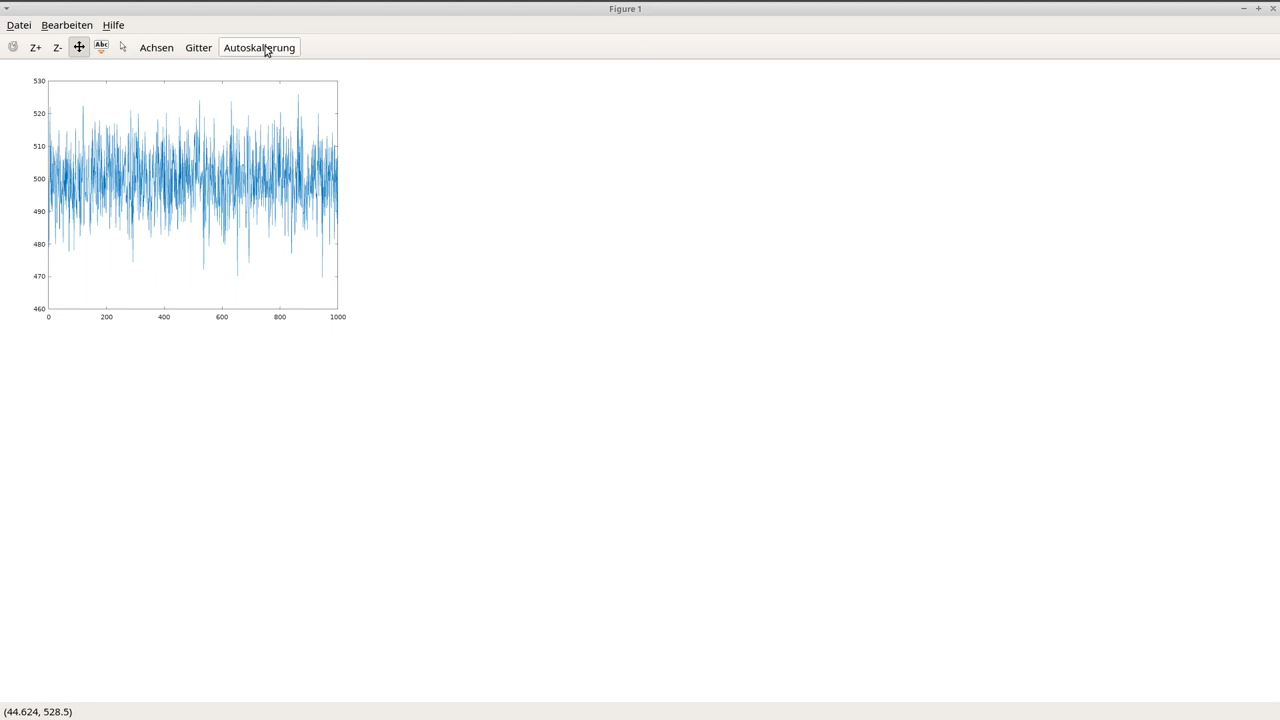 Figure 1
Datei Bearbeiten Hilfe
Z+ Z- Abc Achsen Gitter Autoskalierung
530
520
510
500
490
480
470
460
0 200 400 600 800 1000
(44.624, 528.5)